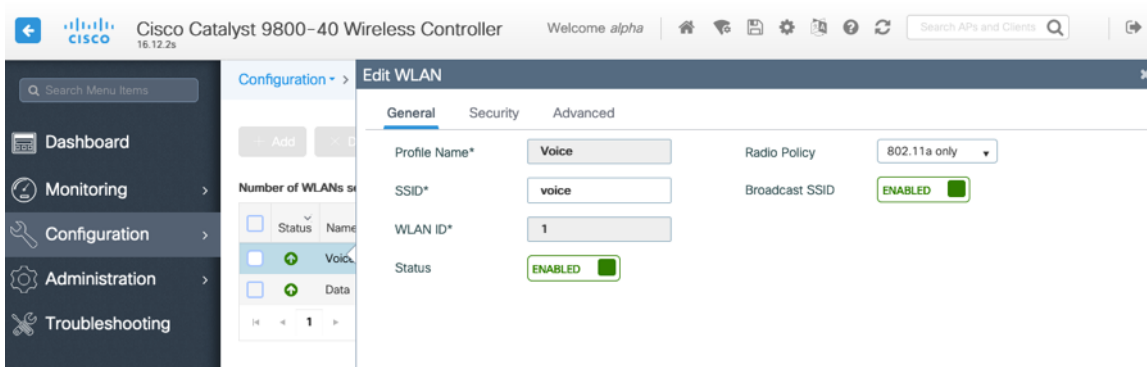 CISCO
Cisco Catalyst 9800-40 Wireless Controller
16.12.2s
Welcome alpha
Search APs and Clients
Search Menu Items
Dashboard
Monitoring
Configuration
Administration
Troubleshooting
Configuration
Add
Number of WLANs se
Status Name
Voice
Data
1
Edit WLAN
General Security Advanced
Profile Name* Voice
SSID* voice
WLAN ID* 1
Status ENABLED
Radio Policy 802.11a only
Broadcast SSID ENABLED